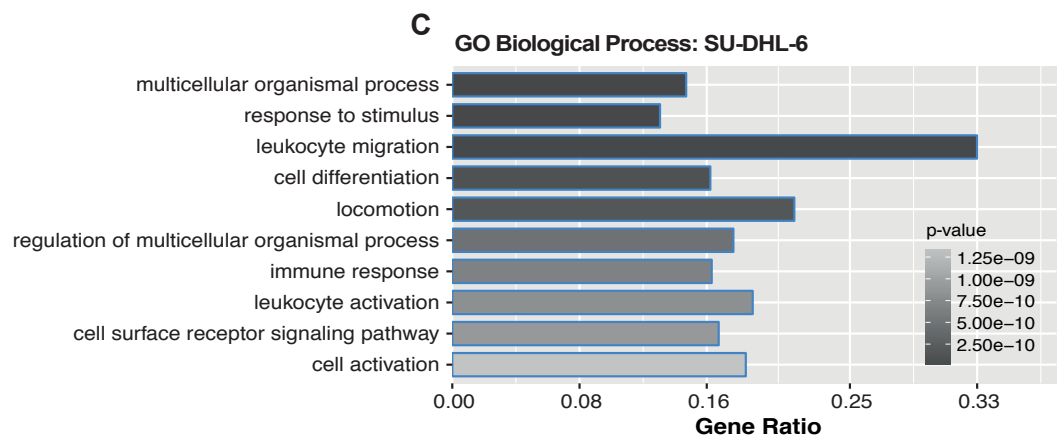 C
GO Biological Process: SU-DHL-6
multicellular organismal process
response to stimulus
leukocyte migration
cell differentiation
locomotion
regulation of multicellular organismal process
immune response
leukocyte activation
cell surface receptor signaling pathway
cell activation
p-value
1.25e−09
1.00e−09
7.50e−10
5.00e−10
2.50e−10
0.00 0.08 0.16 0.25 0.33
Gene Ratio